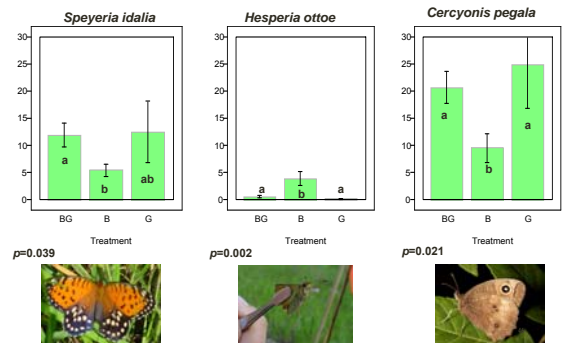 Speyeria idalia
30
25
20
15
10
5
0
a
b
ab
BG B G
Treatment
p=0.039
Hesperia ottoe
30
25
20
15
10
5
0
a
b
a
BG B G
Treatment
p=0.002
Cercyonis pegala
30
25
20
15
10
5
0
a
b
a
BG B G
Treatment
p=0.021